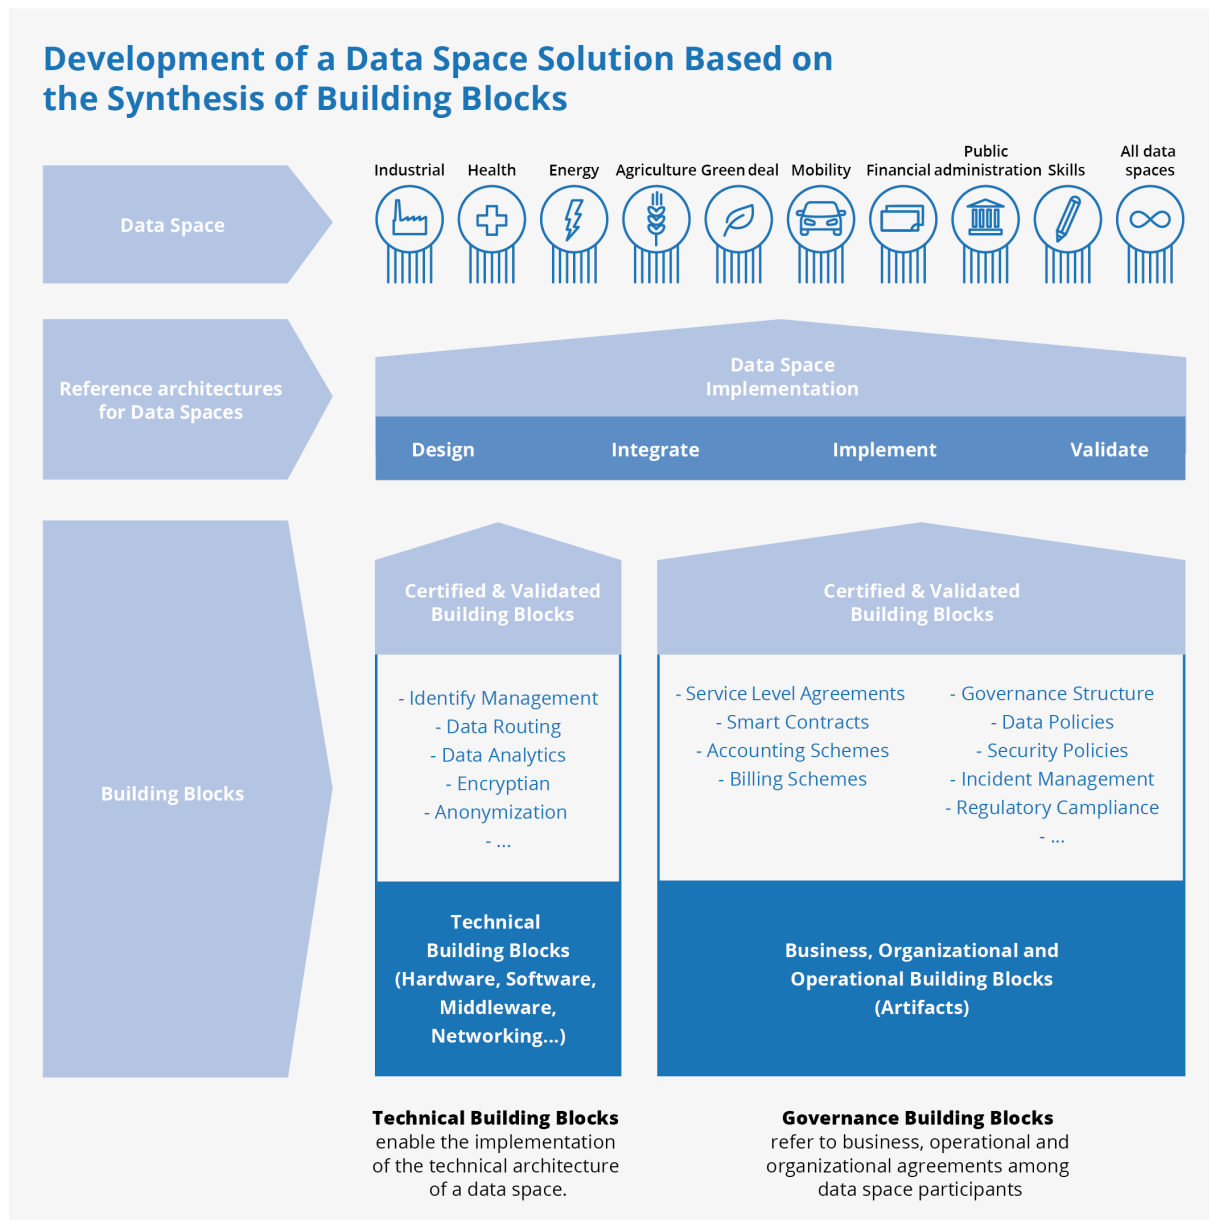 Development of a Data Space Solution Based on
the Synthesis of Building Blocks
Data Space
Industrial
Health
Energy
Agriculture
Green deal
Mobility
Financial
Public
administration
Skills
All data
spaces
Reference architectures
for Data Spaces
Data Space
Implementation
Design
Integrate
Implement
Validate
Building Blocks
Certified & Validated
Building Blocks
- Identify Management
- Data Routing
- Data Analytics
- Encryptian
- Anonymization
- ...
Technical
Building Blocks
(Hardware, Software,
Middleware,
Networking...)
Technical Building Blocks
enable the implementation
of the technical architecture
of a data space.
Certified & Validated
Building Blocks
- Service Level Agreements
- Smart Contracts
- Accounting Schemes
- Billing Schemes
- Governance Structure
- Data Policies
- Security Policies
- Incident Management
- Regulatory Campliance
- ...
Business, Organizational and
Operational Building Blocks
(Artifacts)
Governance Building Blocks
refer to business, operational and
organizational agreements among
data space participants